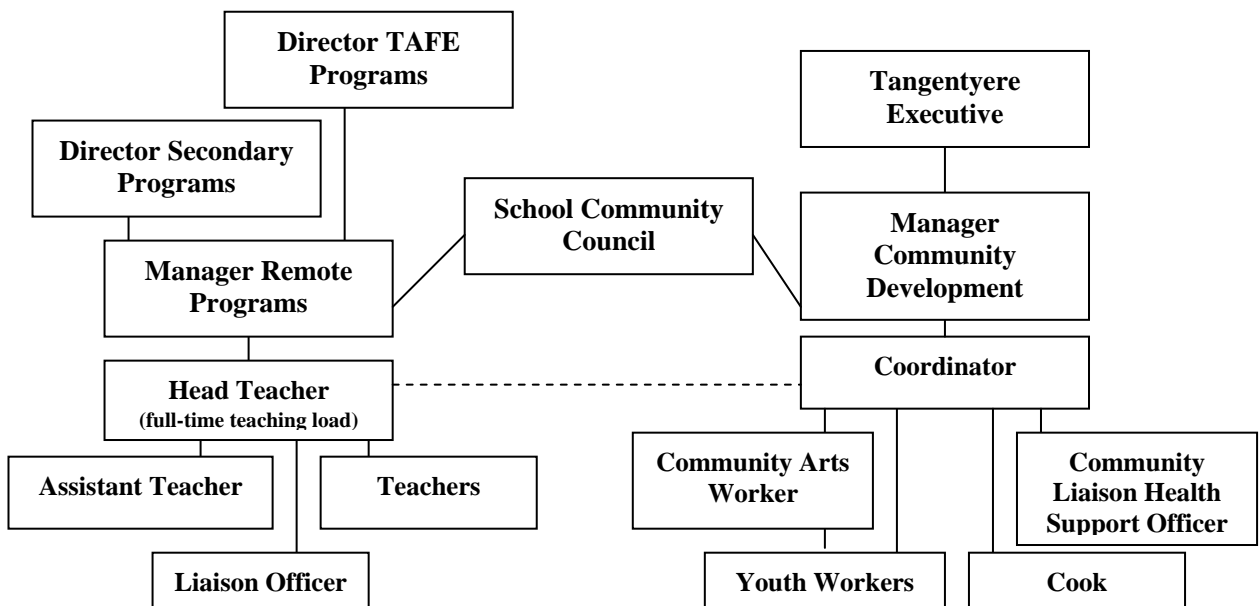 Director TAFE
Programs
Tangentyere
Executive
Director Secondary
Programs
School Community
Council
Manager
Community
Development
Manager Remote
Programs
Coordinator
Head Teacher
(full-time teaching load)
Assistant Teacher
Teachers
Community Arts
Worker
Community
Liaison Health
Support Officer
Liaison Officer
Youth Workers
Cook